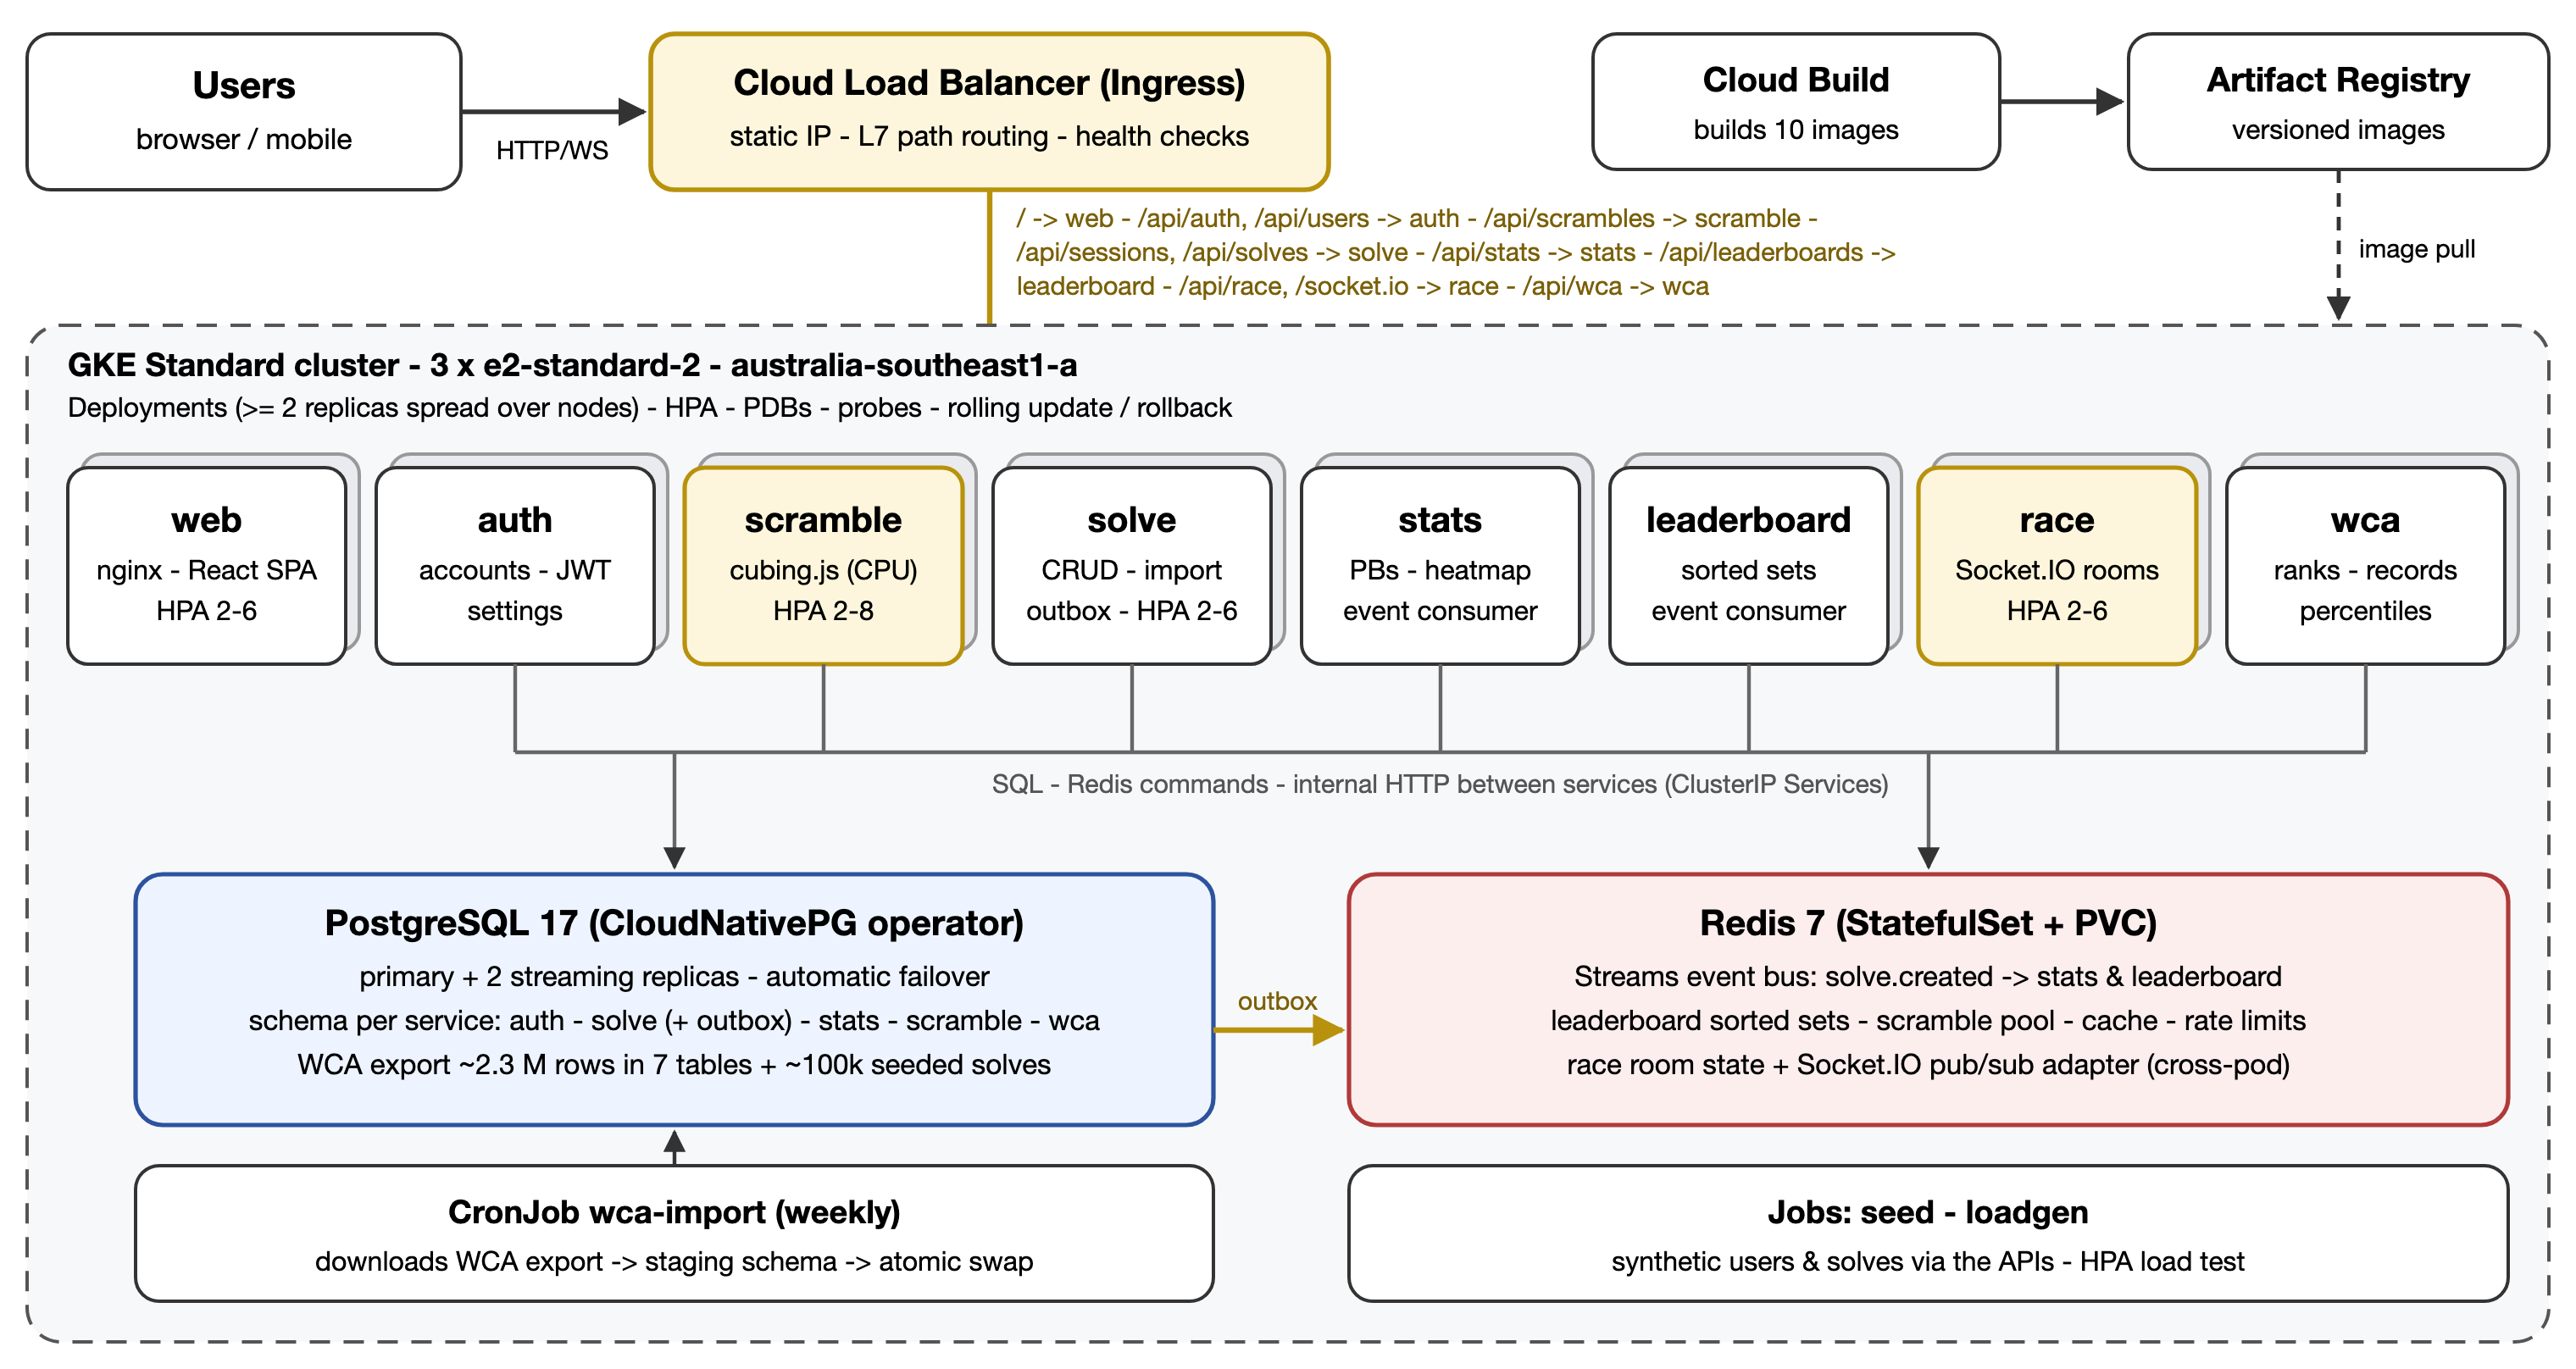 Users
browser / mobile
HTTP/WS
Cloud Load Balancer (Ingress)
static IP - L7 path routing - health checks
Cloud Build
builds 10 images
Artifact Registry
versioned images
/ -> web - /api/auth, /api/users -> auth - /api/scrambles -> scramble -
/api/sessions, /api/solves -> solve - /api/stats -> stats - /api/leaderboards ->
leaderboard - /api/race, /socket.io -> race - /api/wca -> wca
image pull
GKE Standard cluster - 3 x e2-standard-2 - australia-southeast1-a
Deployments (>= 2 replicas spread over nodes) - HPA - PDBs - probes - rolling update / rollback
web
nginx - React SPA
HPA 2-6
auth
accounts - JWT
settings
scramble
cubing.js (CPU)
HPA 2-8
solve
CRUD - import
outbox - HPA 2-6
stats
PBs - heatmap
event consumer
leaderboard
sorted sets
event consumer
race
Socket.IO rooms
HPA 2-6
wca
ranks - records
percentiles
SQL - Redis commands - internal HTTP between services (ClusterIP Services)
PostgreSQL 17 (CloudNativePG operator)
primary + 2 streaming replicas - automatic failover
schema per service: auth - solve (+ outbox) - stats - scramble - wca
WCA export ~2.3 M rows in 7 tables + ~100k seeded solves
outbox
Redis 7 (StatefulSet + PVC)
Streams event bus: solve.created -> stats & leaderboard
leaderboard sorted sets - scramble pool - cache - rate limits
race room state + Socket.IO pub/sub adapter (cross-pod)
CronJob wca-import (weekly)
downloads WCA export -> staging schema -> atomic swap
Jobs: seed - loadgen
synthetic users & solves via the APIs - HPA load test